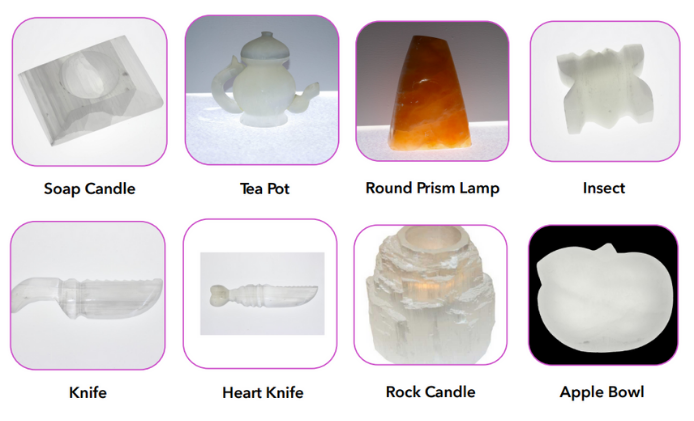 Soap Candle
Tea Pot
Round Prism Lamp
Insect
Knife
Heart Knife
Rock Candle
Apple Bowl